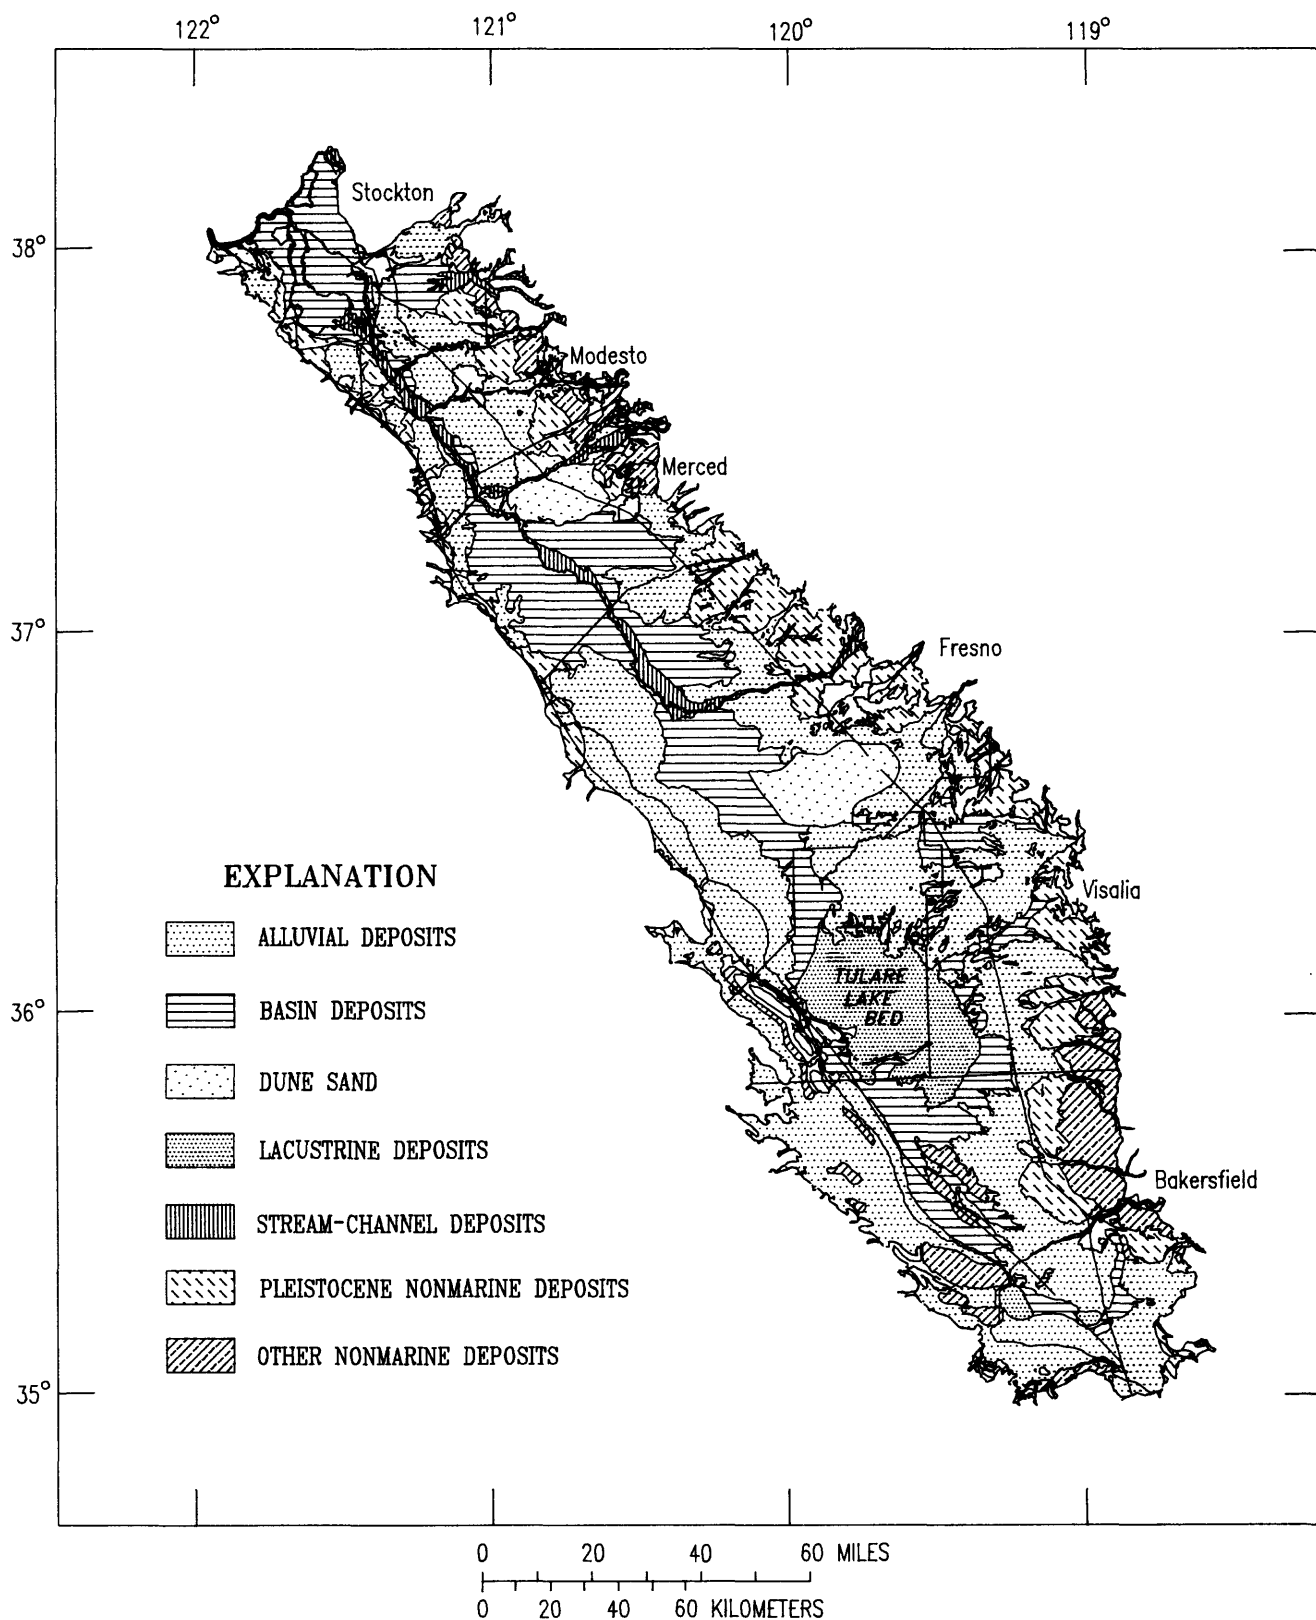 122° 121° 120° 119°
Stockton
38°
Modesto
Merced
37°
Fresno
EXPLANATION
Visalia
ALLUVIAL DEPOSITS
TULARE
LAKE
BED
36°
BASIN DEPOSITS
DUNE SAND
LACUSTRINE DEPOSITS
Bakersfield
STREAM-CHANNEL DEPOSITS
PLEISTOCENE NONMARINE DEPOSITS
OTHER NONMARINE DEPOSITS
35°
0 20 40 60 MILES
0 20 40 60 KILOMETERS